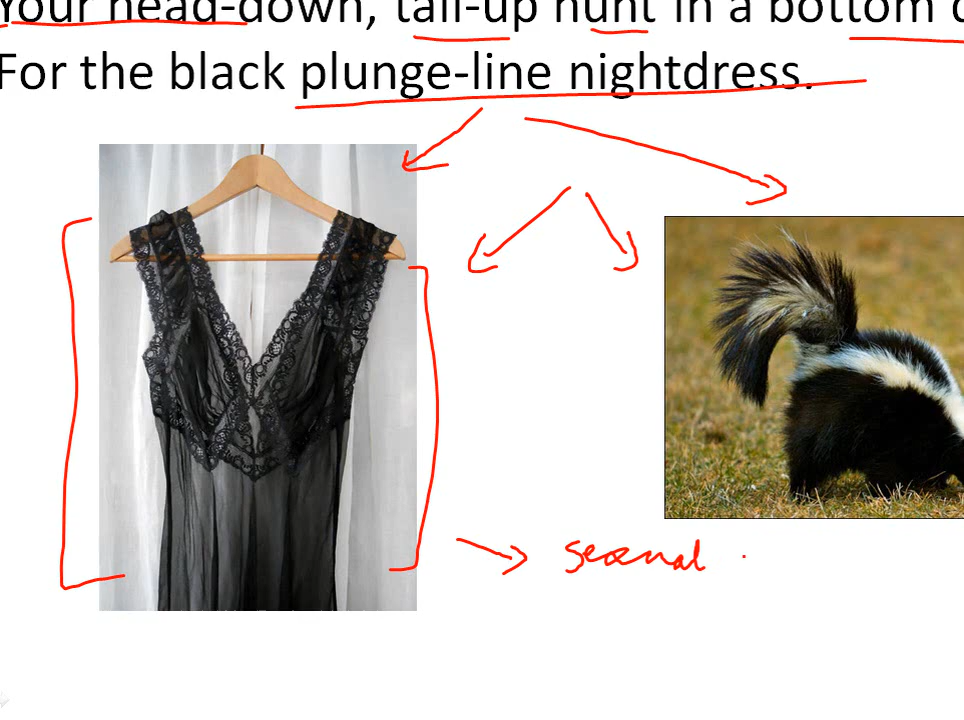 Your head-down, tail-up hunt in a bottom d
For the black plunge-line nightdress.
sexual